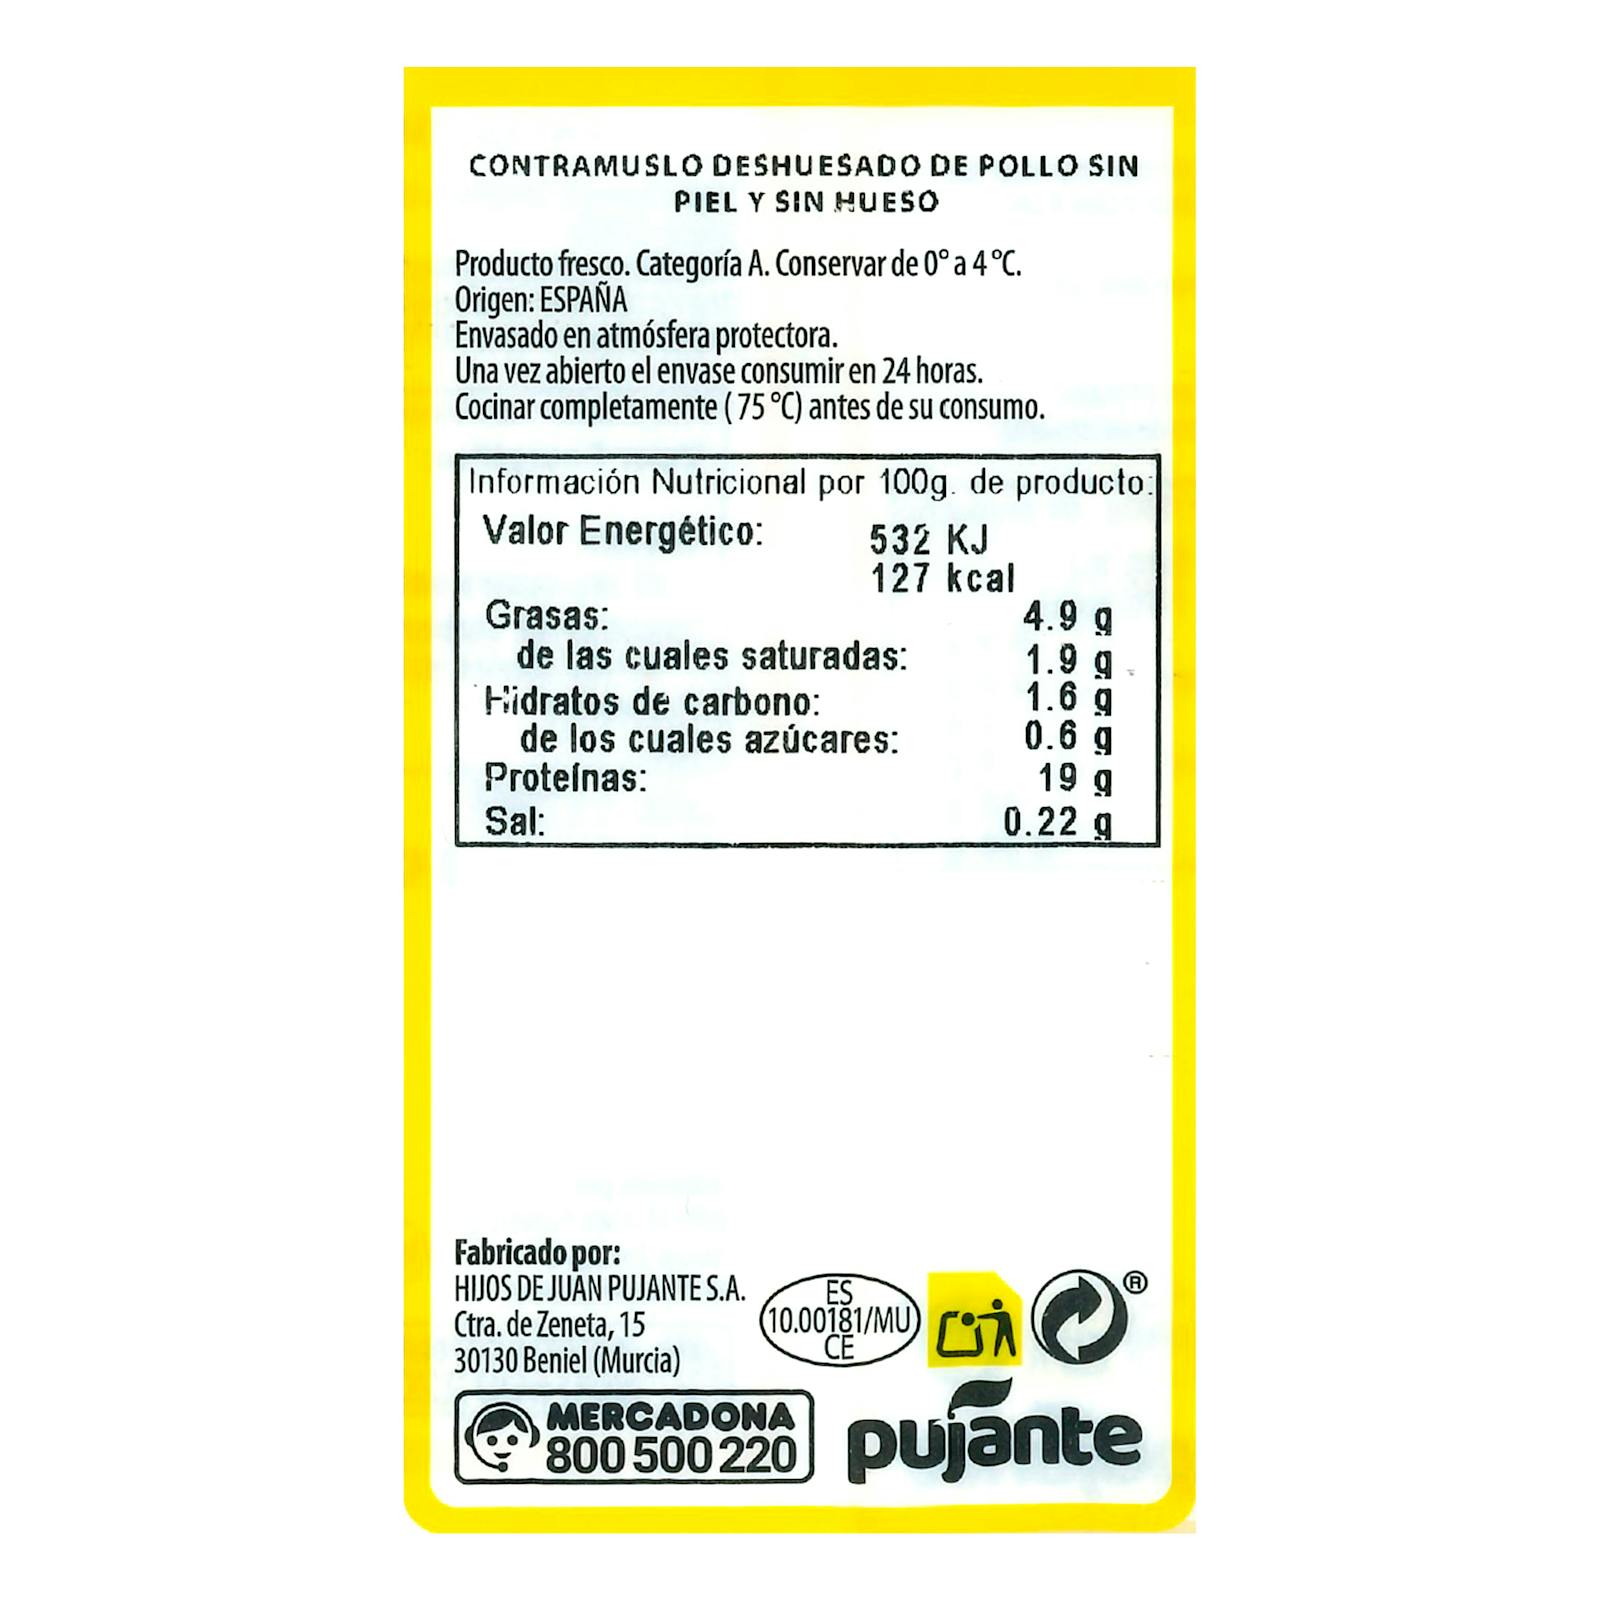 CONTRAMUSLO DESHUESADO DE POLLO SIN
PIEL Y SIN HUESO
Producto fresco. Categoría A. Conservar de 0° a 4 °C.
Origen: ESPAÑA
Envasado en atmósfera protectora.
Una vez abierto el envase consumir en 24 horas.
Cocinar completamente ( 75 °C) antes de su consumo.
Información Nutricional por 100g. de producto:
Valor Energético: 532 KJ
127 kcal
Grasas: 4.9 g
de las cuales saturadas: 1.9 g
Hidratos de carbono: 1.6 g
de los cuales azúcares: 0.6 g
Proteínas: 19 g
Sal: 0.22 g
Fabricado por:
HIJOS DE JUAN PUJANTE S.A.
Ctra. de Zeneta, 15
30130 Beniel (Murcia)
ES
10.00181/MU
CE
®
MERCADONA
800 500 220
pujante